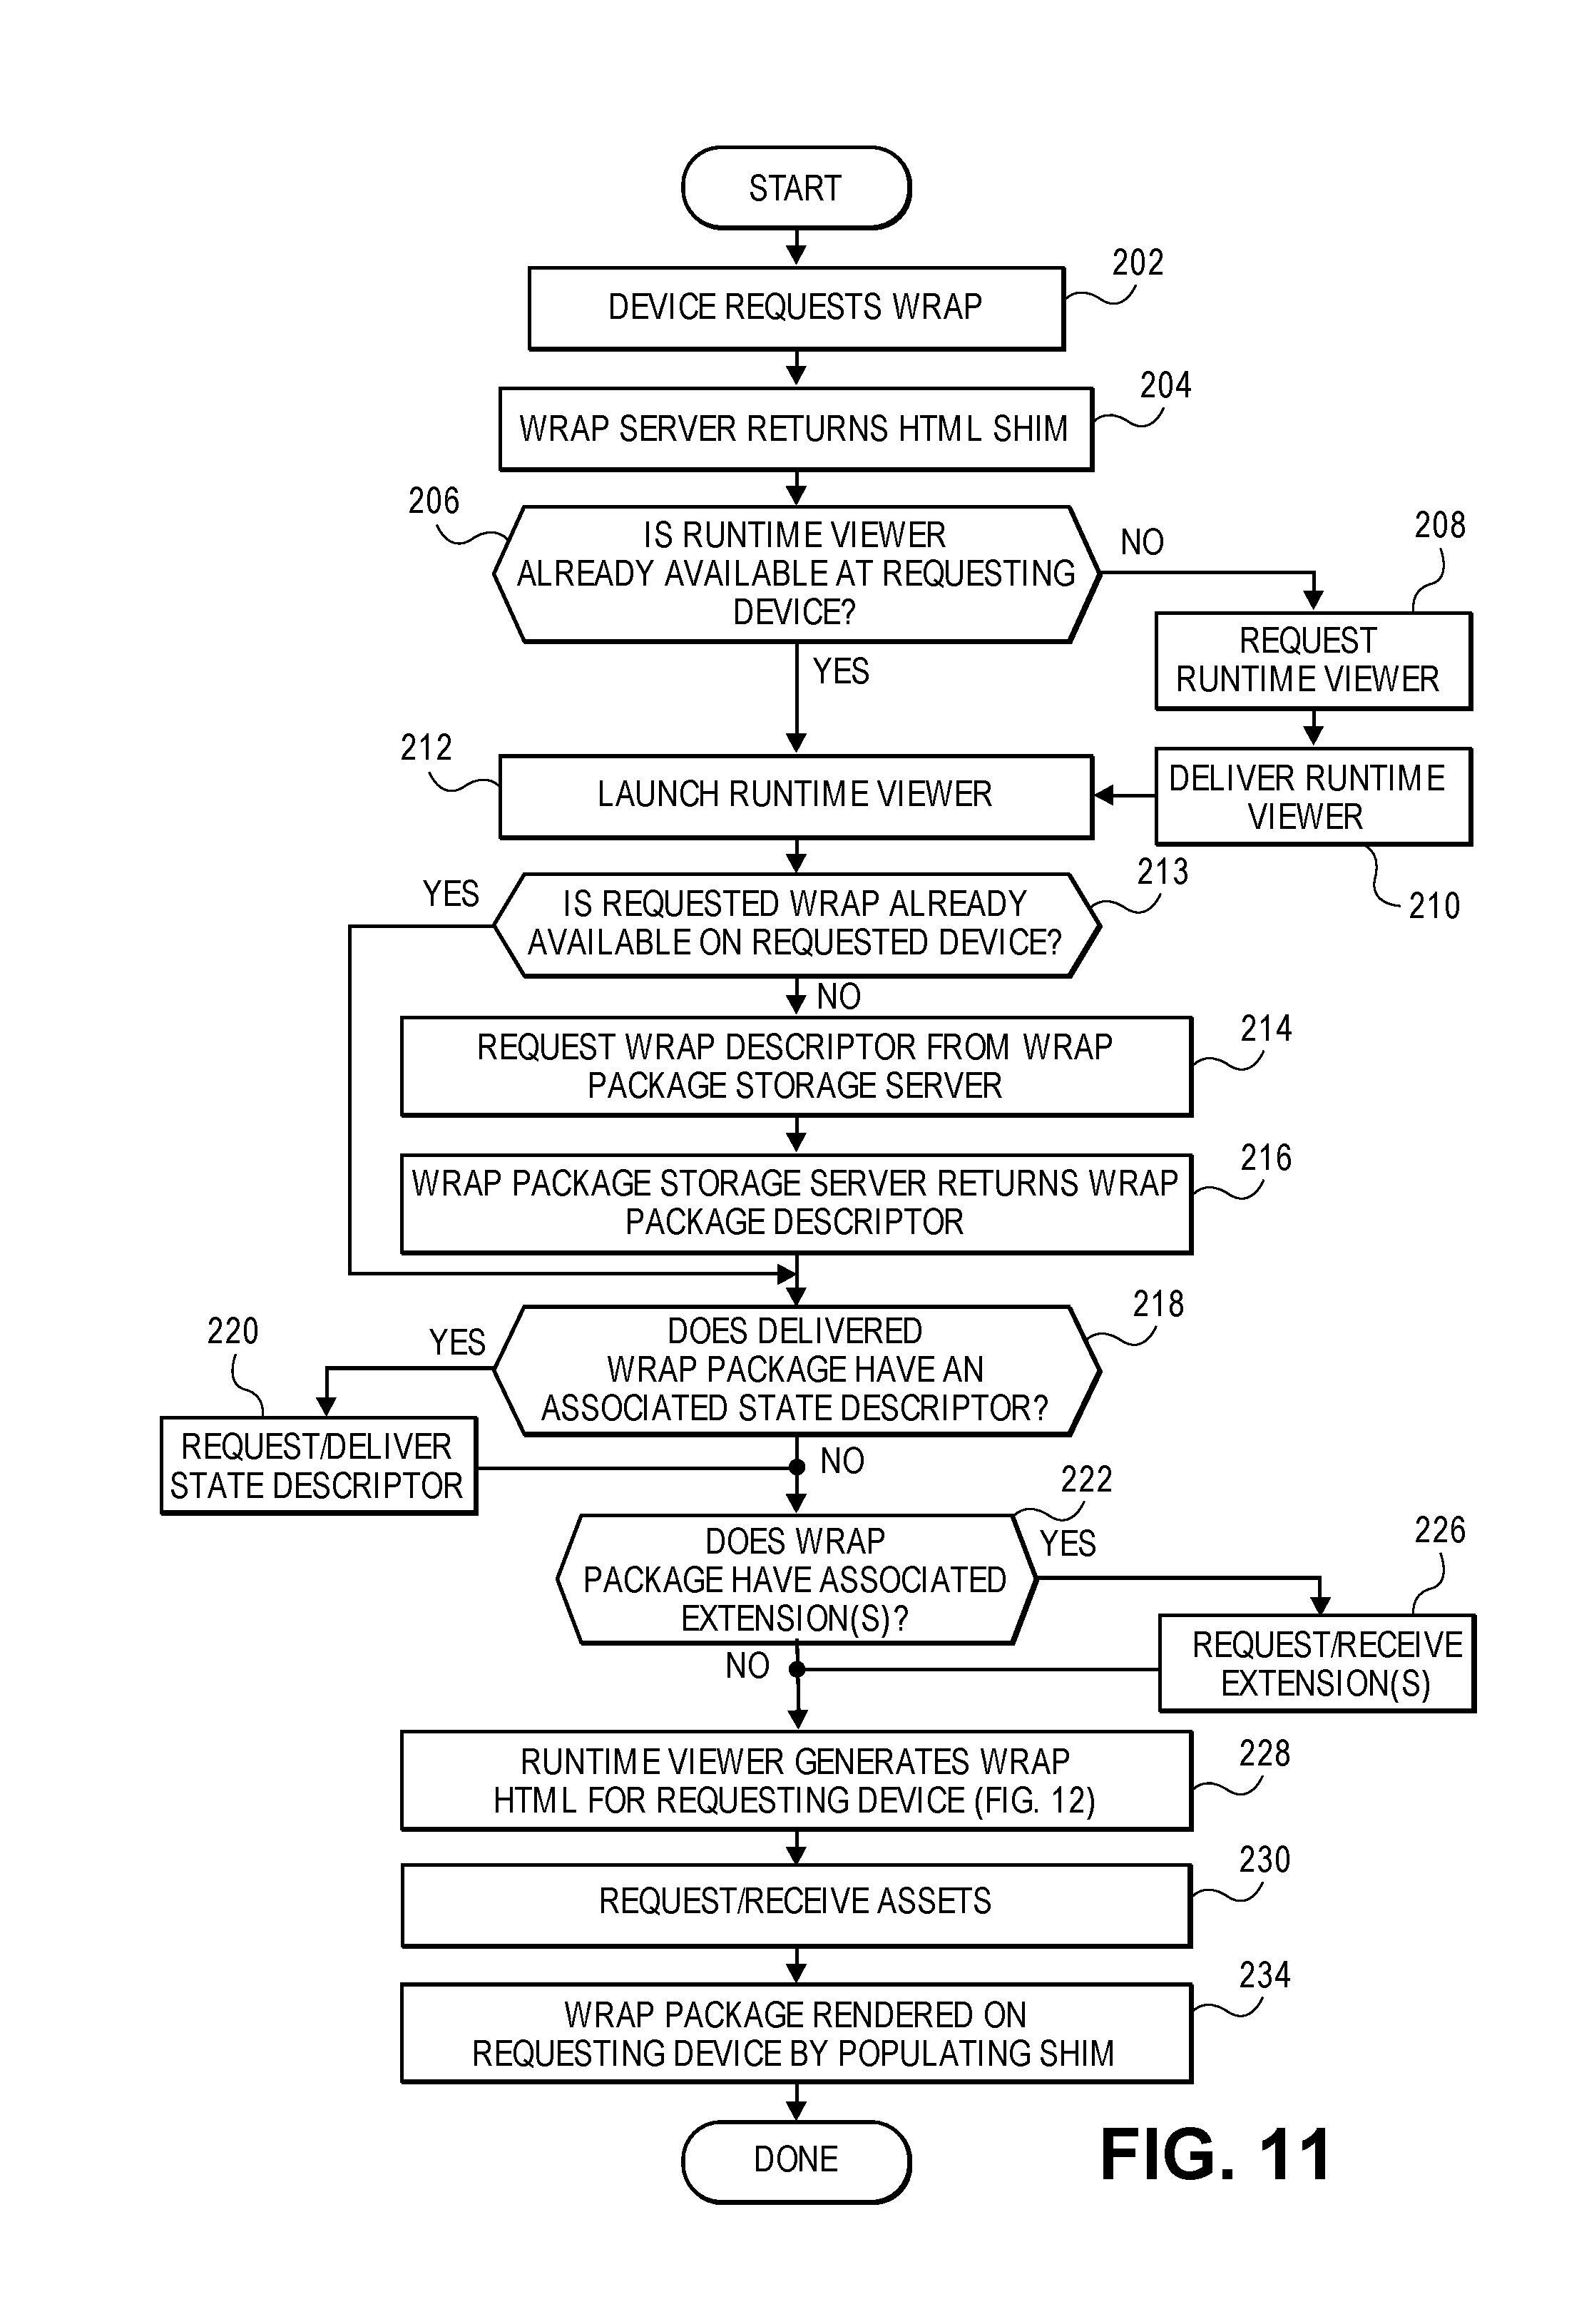 START
202
DEVICE REQUESTS WRAP
204
WRAP SERVER RETURNS HTML SHIM
206
IS RUNTIME VIEWER
ALREADY AVAILABLE AT REQUESTING
DEVICE?
NO
208
REQUEST
RUNTIME VIEWER
YES
212
LAUNCH RUNTIME VIEWER
DELIVER RUNTIME
VIEWER
210
213
YES
IS REQUESTED WRAP ALREADY
AVAILABLE ON REQUESTED DEVICE?
NO
214
REQUEST WRAP DESCRIPTOR FROM WRAP
PACKAGE STORAGE SERVER
216
WRAP PACKAGE STORAGE SERVER RETURNS WRAP
PACKAGE DESCRIPTOR
218
DOES DELIVERED
WRAP PACKAGE HAVE AN
ASSOCIATED STATE DESCRIPTOR?
YES
220
REQUEST/DELIVER
STATE DESCRIPTOR
NO
222
DOES WRAP
PACKAGE HAVE ASSOCIATED
EXTENSION(S)?
YES
226
REQUEST/RECEIVE
EXTENSION(S)
NO
228
RUNTIME VIEWER GENERATES WRAP
HTML FOR REQUESTING DEVICE (FIG. 12)
230
REQUEST/RECEIVE ASSETS
234
WRAP PACKAGE RENDERED ON
REQUESTING DEVICE BY POPULATING SHIM
DONE
FIG. 11